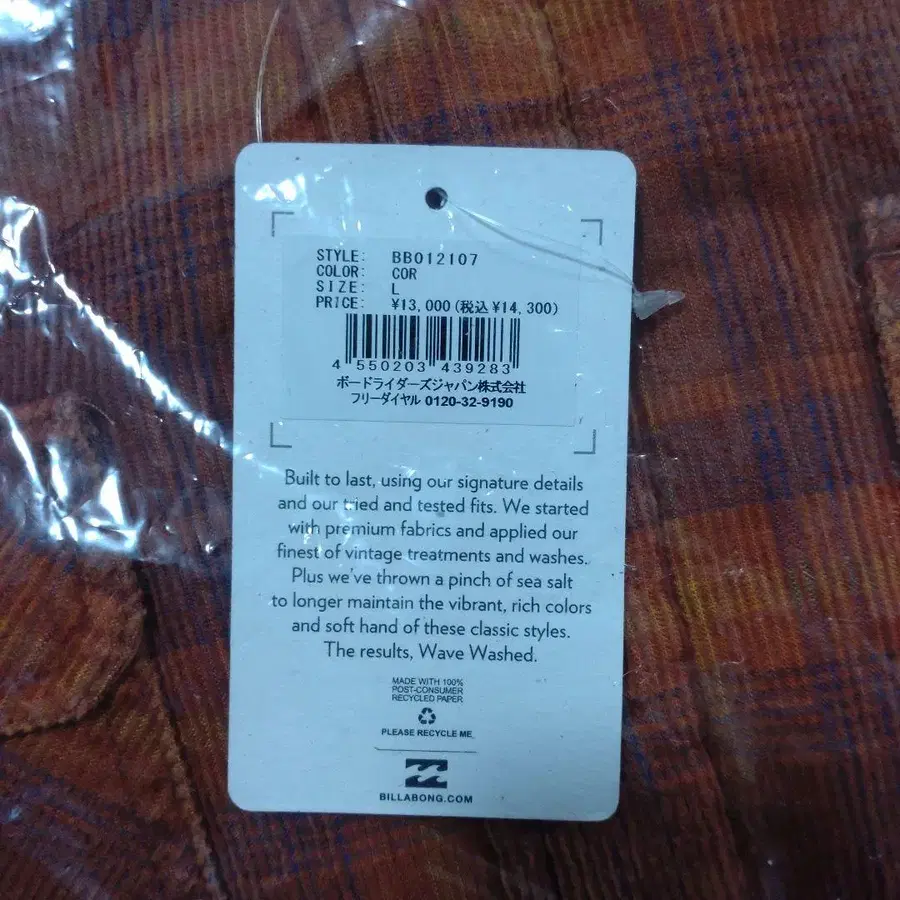 STYLE: BB012107
COLOR: COR
SIZE: L
PRICE: ¥13,000(税込¥14,300)
4 550203 439283
ボードライダーズジャパン株式会社
フリーダイヤル 0120-32-9190
Built to last, using our signature details
and our tried and tested fits. We started
with premium fabrics and applied our
finest of vintage treatments and washes.
Plus we've thrown a pinch of sea salt
to longer maintain the vibrant, rich colors
and soft hand of these classic styles.
The results, Wave Washed.
MADE WITH 100%
POST-CONSUMER
RECYCLED PAPER
PLEASE RECYCLE ME.
BILLABONG.COM